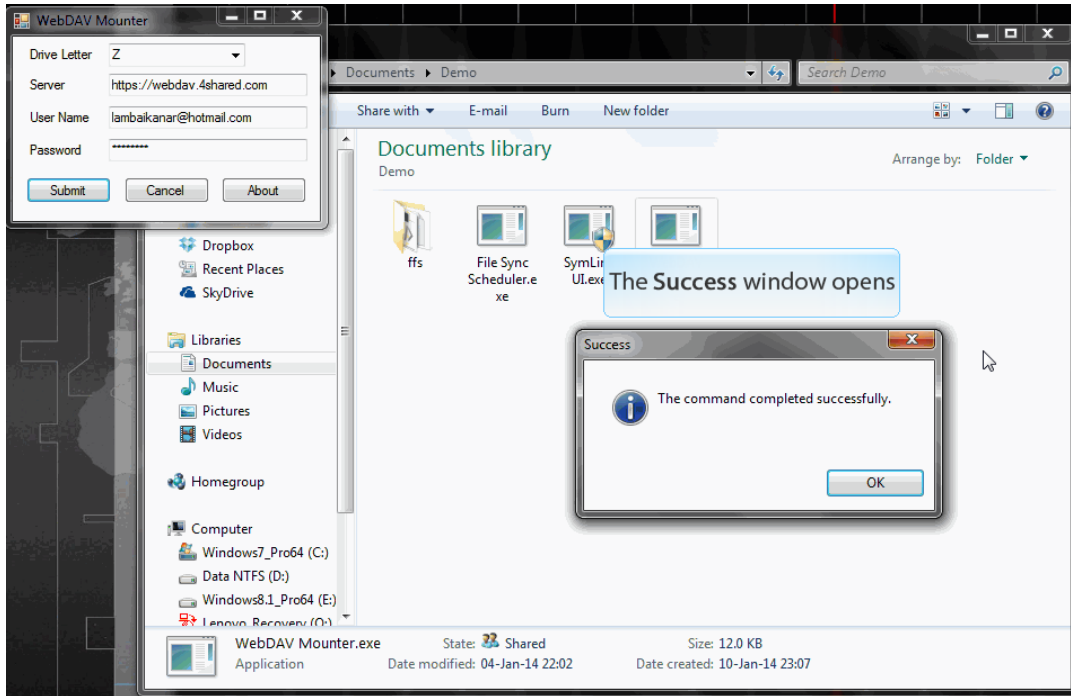 WebDAV Mounter
Drive Letter Z
Server https://webdav.4shared.com
User Name lambaikanar@hotmail.com
Password ********
Submit Cancel About
Documents Demo
Search Demo
Share with E-mail Burn New folder
Documents library
Demo
Arrange by: Folder
ffs
File Sync
Scheduler.e
xe
SymLin
UI.exe
The Success window opens
Success
The command completed successfully.
OK
Dropbox
Recent Places
SkyDrive
Libraries
Documents
Music
Pictures
Videos
Homegroup
Computer
Windows7_Pro64 (C:)
Data NTFS (D:)
Windows8.1_Pro64 (E:)
Lenovo_Recovery (Q:)
WebDAV Mounter.exe State: Shared Size: 12.0 KB
Application Date modified: 04-Jan-14 22:02 Date created: 10-Jan-14 23:07